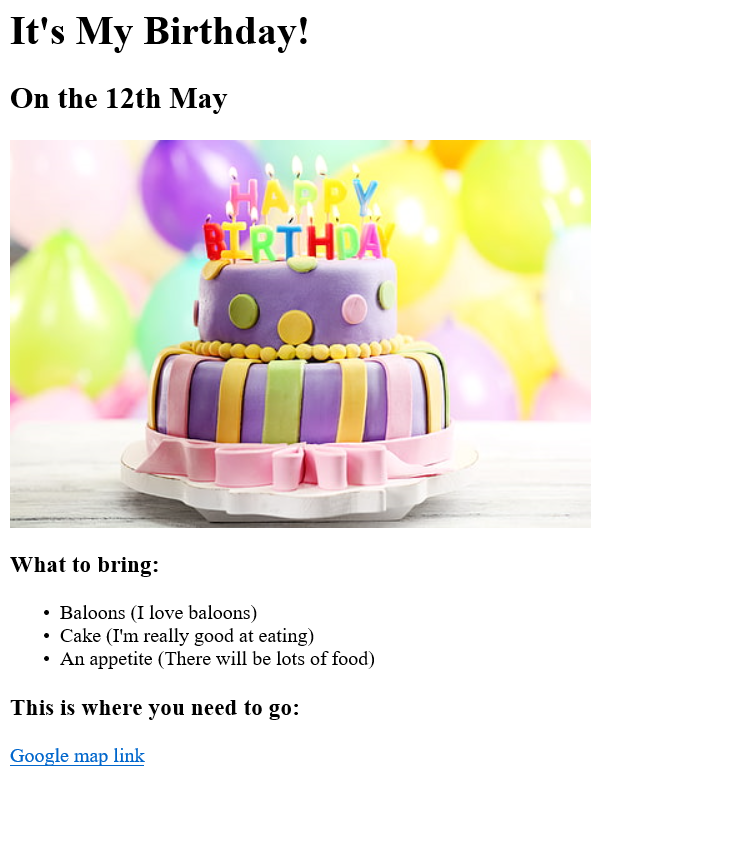 It's My Birthday!
On the 12th May
HAPPY
BIRTHDAY
What to bring:
• Baloons (I love baloons)
• Cake (I'm really good at eating)
• An appetite (There will be lots of food)
This is where you need to go:
Google map link